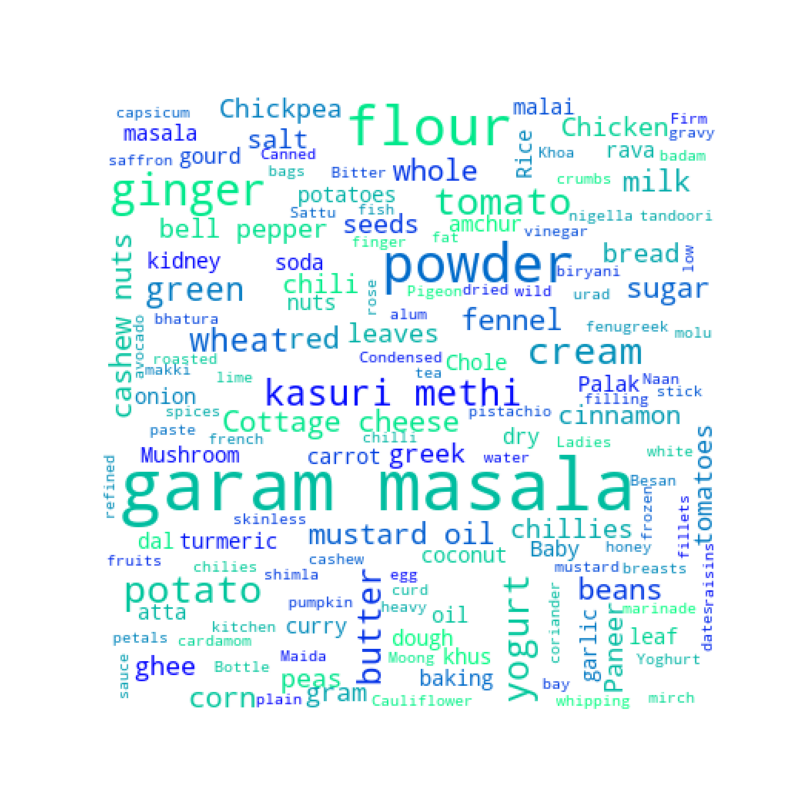 capsicum Chickpea flour malai Firm
masala salt Chicken gravy
saffron gourd Canned whole Rice Khoa rava badam
bags Bitter crumbs milk
ginger potatoes tomato
Sattu fish seeds amchur nigella tandoori
bell pepper finger fat vinegar
cashew nuts kidney soda powder biryani bread low
green chili nuts rose Pigeon dried wild urad sugar
bhatura alum fennel fenugreek molu
avocado wheat red leaves cream
roasted Condensed Chole
makki lime tea Palak Naan
onion kasuri methi filling stick
spices Cottage cheese pistachio cinnamon
paste french chilli dry Ladies white
Mushroom carrot greek water tomatoes
refined garam masala Besan
skinless frozen fillets
dal turmeric mustard oil chillies
fruits chilies cashew coconut Baby honey raisins
shimla egg mustard breasts
potato pumpkin butter curd yogurt beans
atta heavy coriander marinade
petals kitchen curry oil garlic Paneer leaf dates
cardamom dough
ghee Bottle Maida Moong khus Yoghurt
sauce peas baking bay
corn plain gram Cauliflower whipping mirch